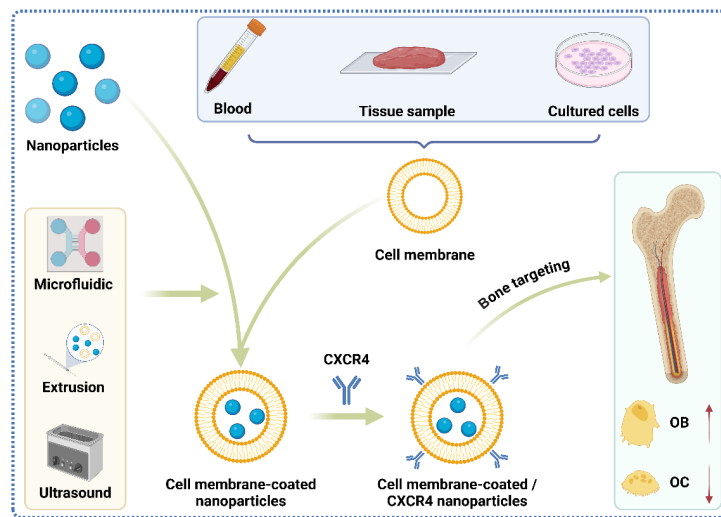 Blood
Tissue sample
Cultured cells
Nanoparticles
Cell membrane
Microfluidic
Extrusion
Ultrasound
Bone targeting
CXCR4
Cell membrane-coated
nanoparticles
Cell membrane-coated /
CXCR4 nanoparticles
OB
OC